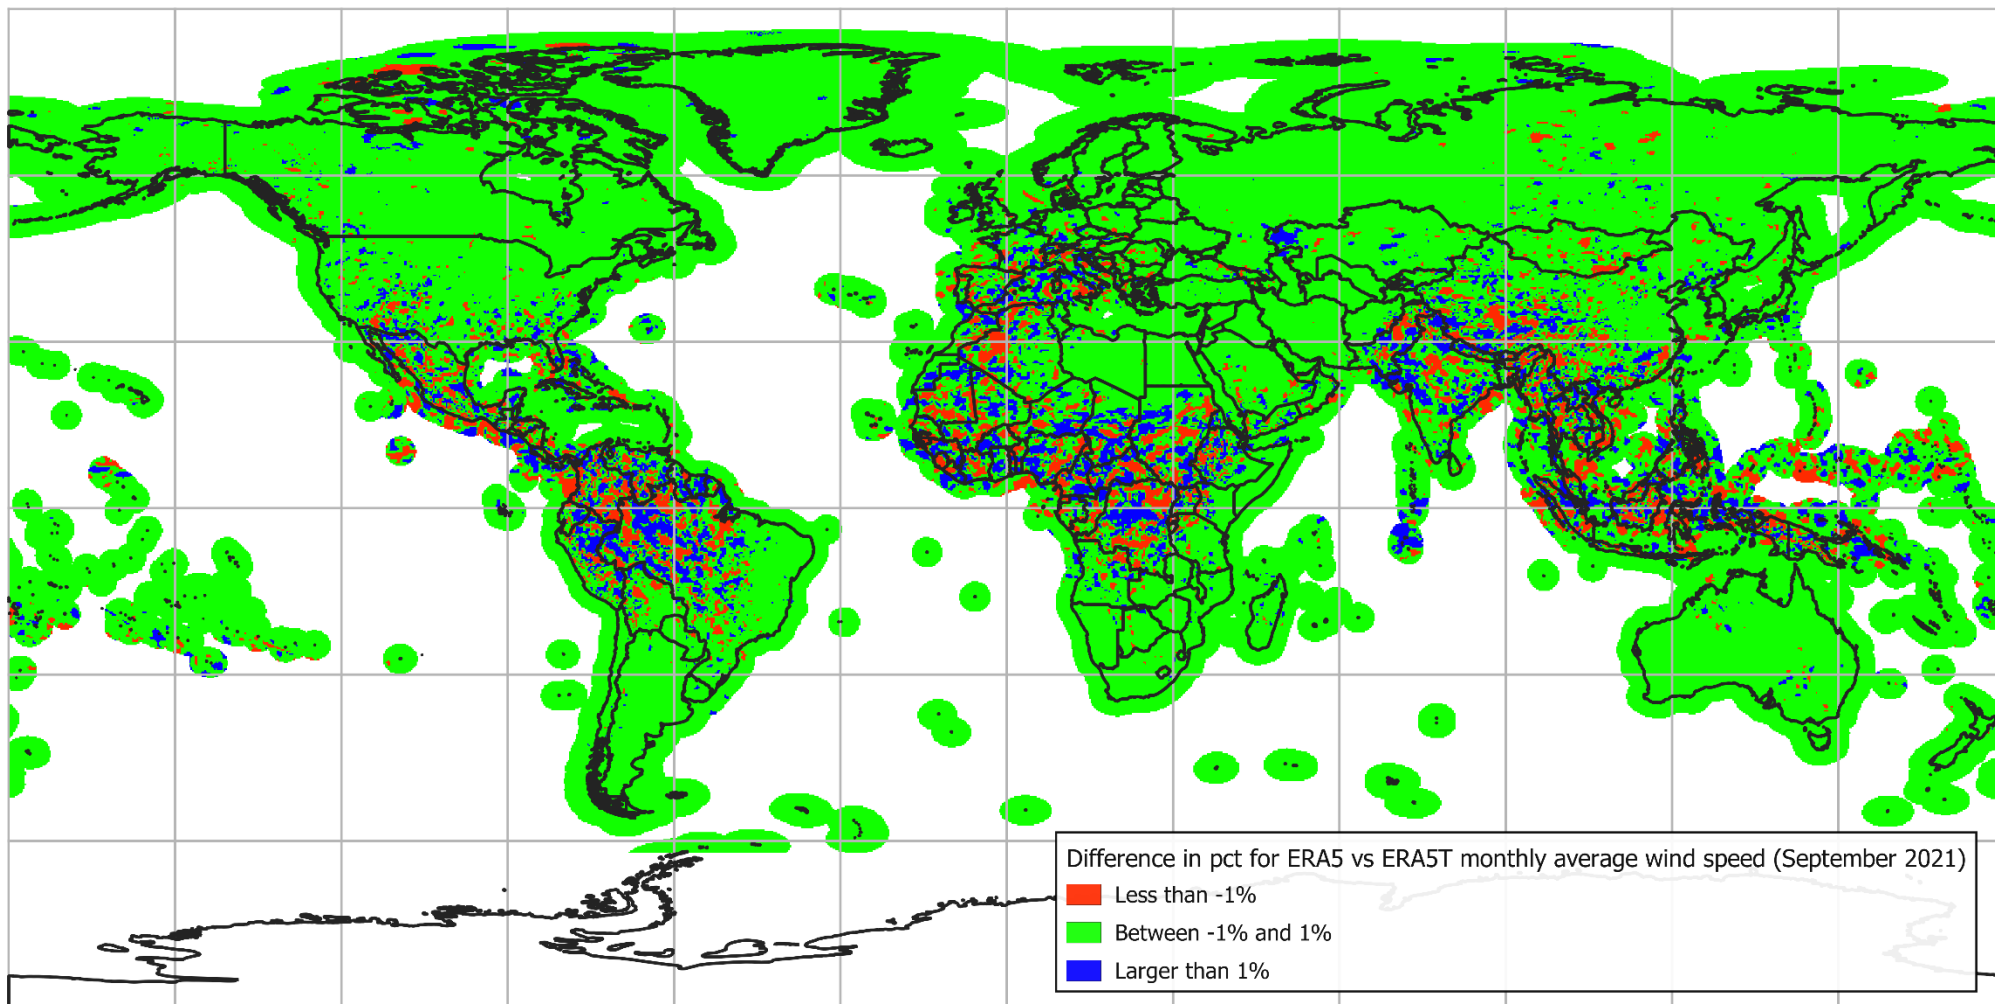 Difference in pct for ERA5 vs ERA5T monthly average wind speed (September 2021)
Less than -1%
Between -1% and 1%
Larger than 1%